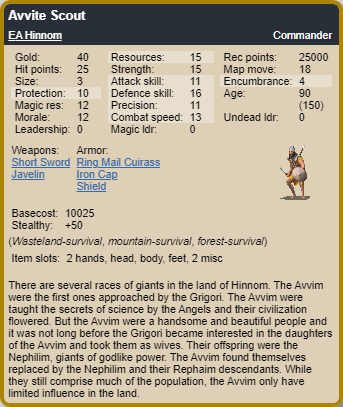 Avvite Scout
EA Hinnom Commander
Gold: 40 Resources: 15 Rec points: 25000
Hit points: 25 Strength: 15 Map move: 18
Size: 3 Attack skill: 11 Encumbrance: 4
Protection: 10 Defence skill: 16 Age: 90
Magic res: 12 Precision: 11 (150)
Morale: 12 Combat speed: 13 Undead ldr: 0
Leadership: 0 Magic ldr: 0
Weapons: Armor:
Short Sword Ring Mail Cuirass
Javelin Iron Cap
Shield
Basecost: 10025
Stealthy: +50
(Wasteland-survival, mountain-survival, forest-survival)
Item slots: 2 hands, head, body, feet, 2 misc
There are several races of giants in the land of Hinnom. The Avvim
were the first ones approached by the Grigori. The Avvim were
taught the secrets of science by the Angels and their civilization
flowered. But the Avvim were a handsome and beautiful people and
it was not long before the Grigori became interested in the daughters
of the Avvim and took them as wives. Their offspring were the
Nephilim, giants of godlike power. The Avvim found themselves
replaced by the Nephilim and their Rephaim descendants. While
they still comprise much of the population, the Avvim only have
limited influence in the land.